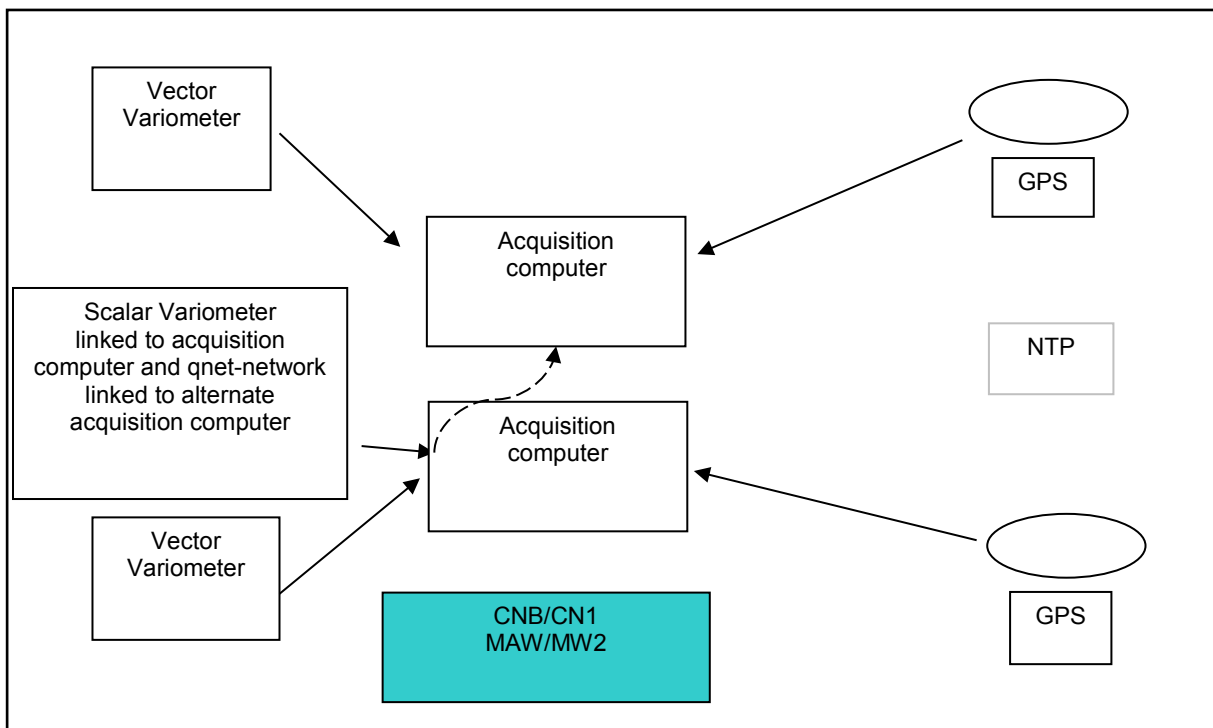 Vector
Variometer
GPS
Acquisition
computer
Scalar Variometer
linked to acquisition
computer and qnet-network
linked to alternate
acquisition computer
NTP
Acquisition
computer
Vector
Variometer
CNB/CN1
MAW/MW2
GPS